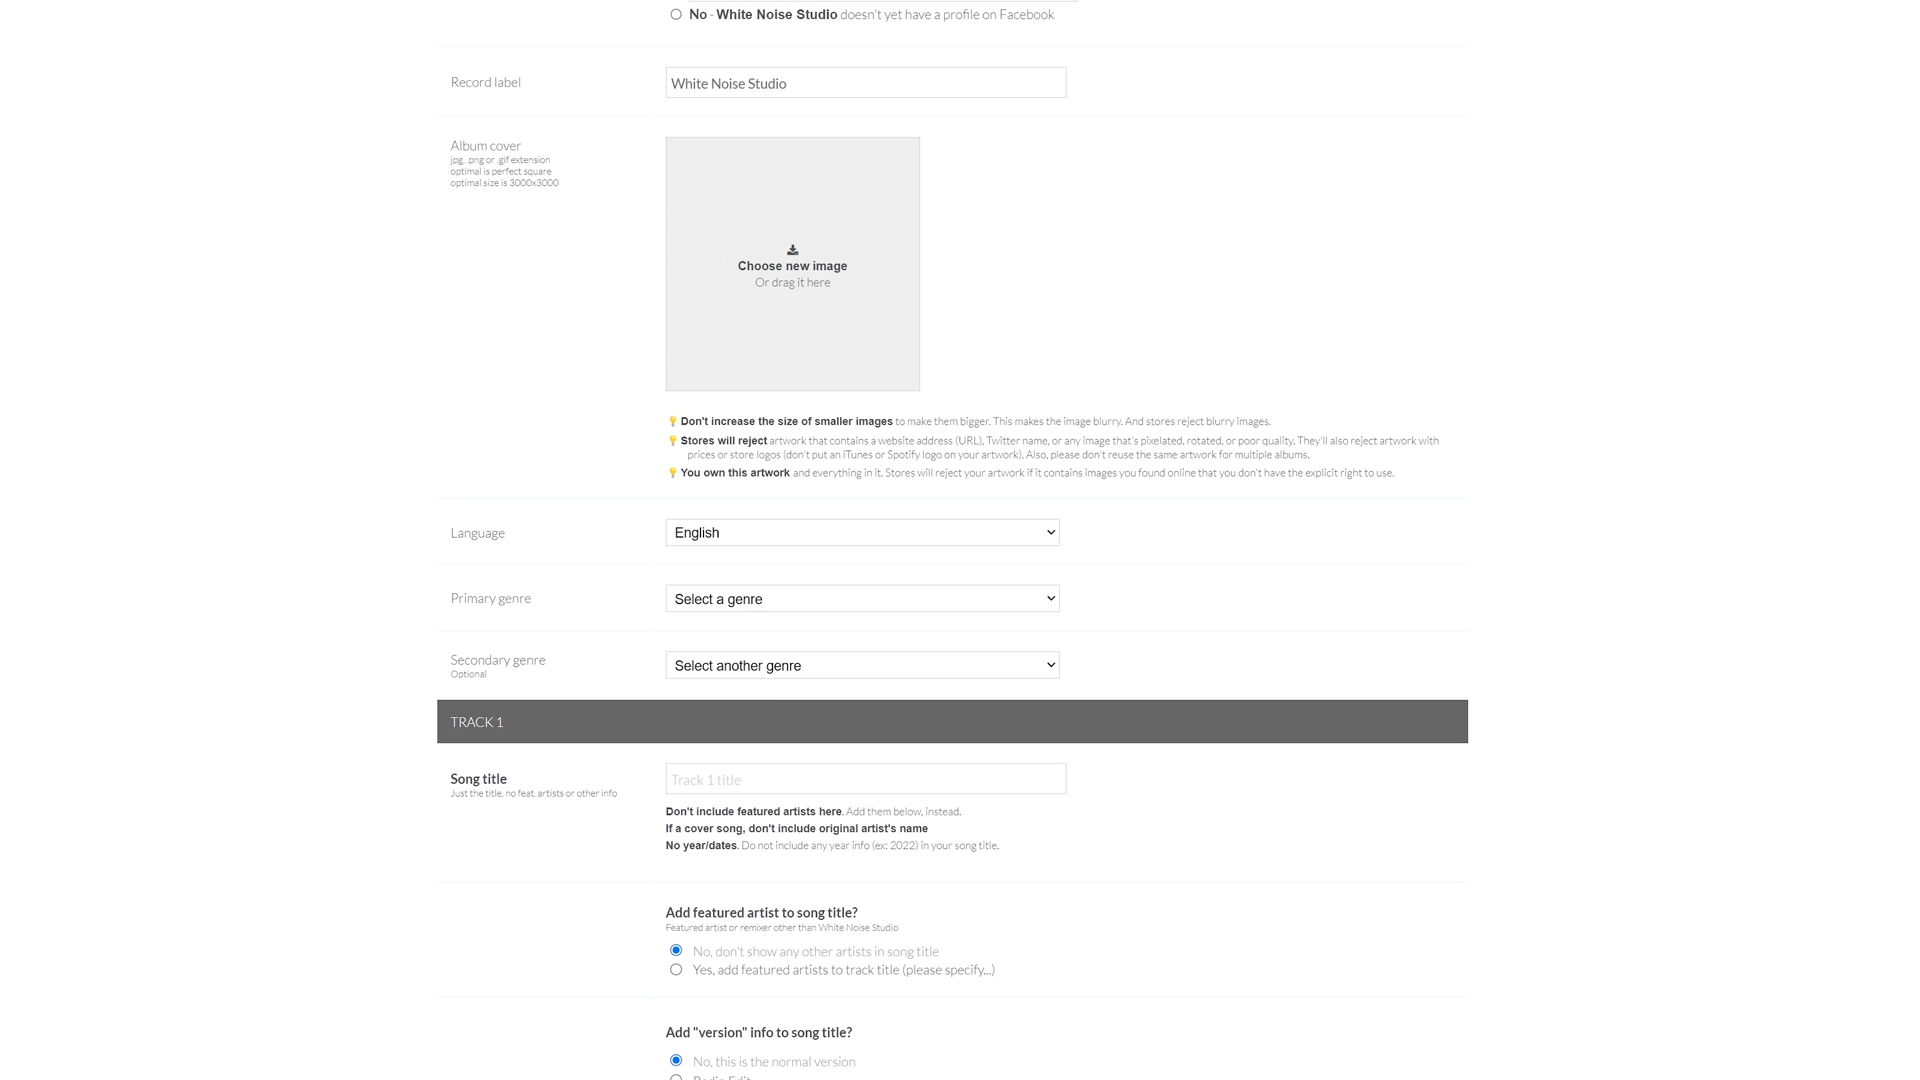 No - White Noise Studio doesn't yet have a profile on Facebook
Record label
White Noise Studio
Album cover
jpg, .png or .gif extension
optimal is perfect square
optimal size is 3000x3000
Choose new image
Or drag it here
Don't increase the size of smaller images to make them bigger. This makes the image blurry. And stores reject blurry images.
Stores will reject artwork that contains a website address (URL), Twitter name, or any image that's pixelated, rotated, or poor quality. They'll also reject artwork with
prices or store logos (don't put an iTunes or Spotify logo on your artwork). Also, please don't reuse the same artwork for multiple albums.
You own this artwork and everything in it. Stores will reject your artwork if it contains images you found online that you don't have the explicit right to use.
Language
English
Primary genre
Select a genre
Secondary genre
Optional
Select another genre
TRACK 1
Song title
Just the title, no feat. artists or other info
Track 1 title
Don't include featured artists here. Add them below, instead.
If a cover song, don't include original artist's name
No year/dates. Do not include any year info (ex: 2022) in your song title.
Add featured artist to song title?
Featured artist or remixer other than White Noise Studio
No, don't show any other artists in song title
Yes, add featured artists to track title (please specify...)
Add "version" info to song title?
No, this is the normal version
Radio Edit